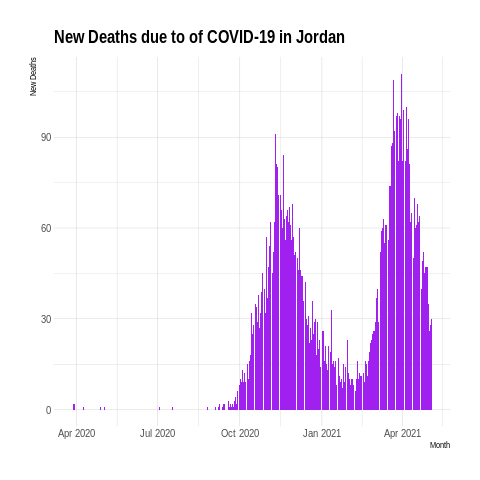 New Deaths due to of COVID-19 in Jordan
New Deaths
90
60
30
0
Apr 2020 Jul 2020 Oct 2020 Jan 2021 Apr 2021
Month